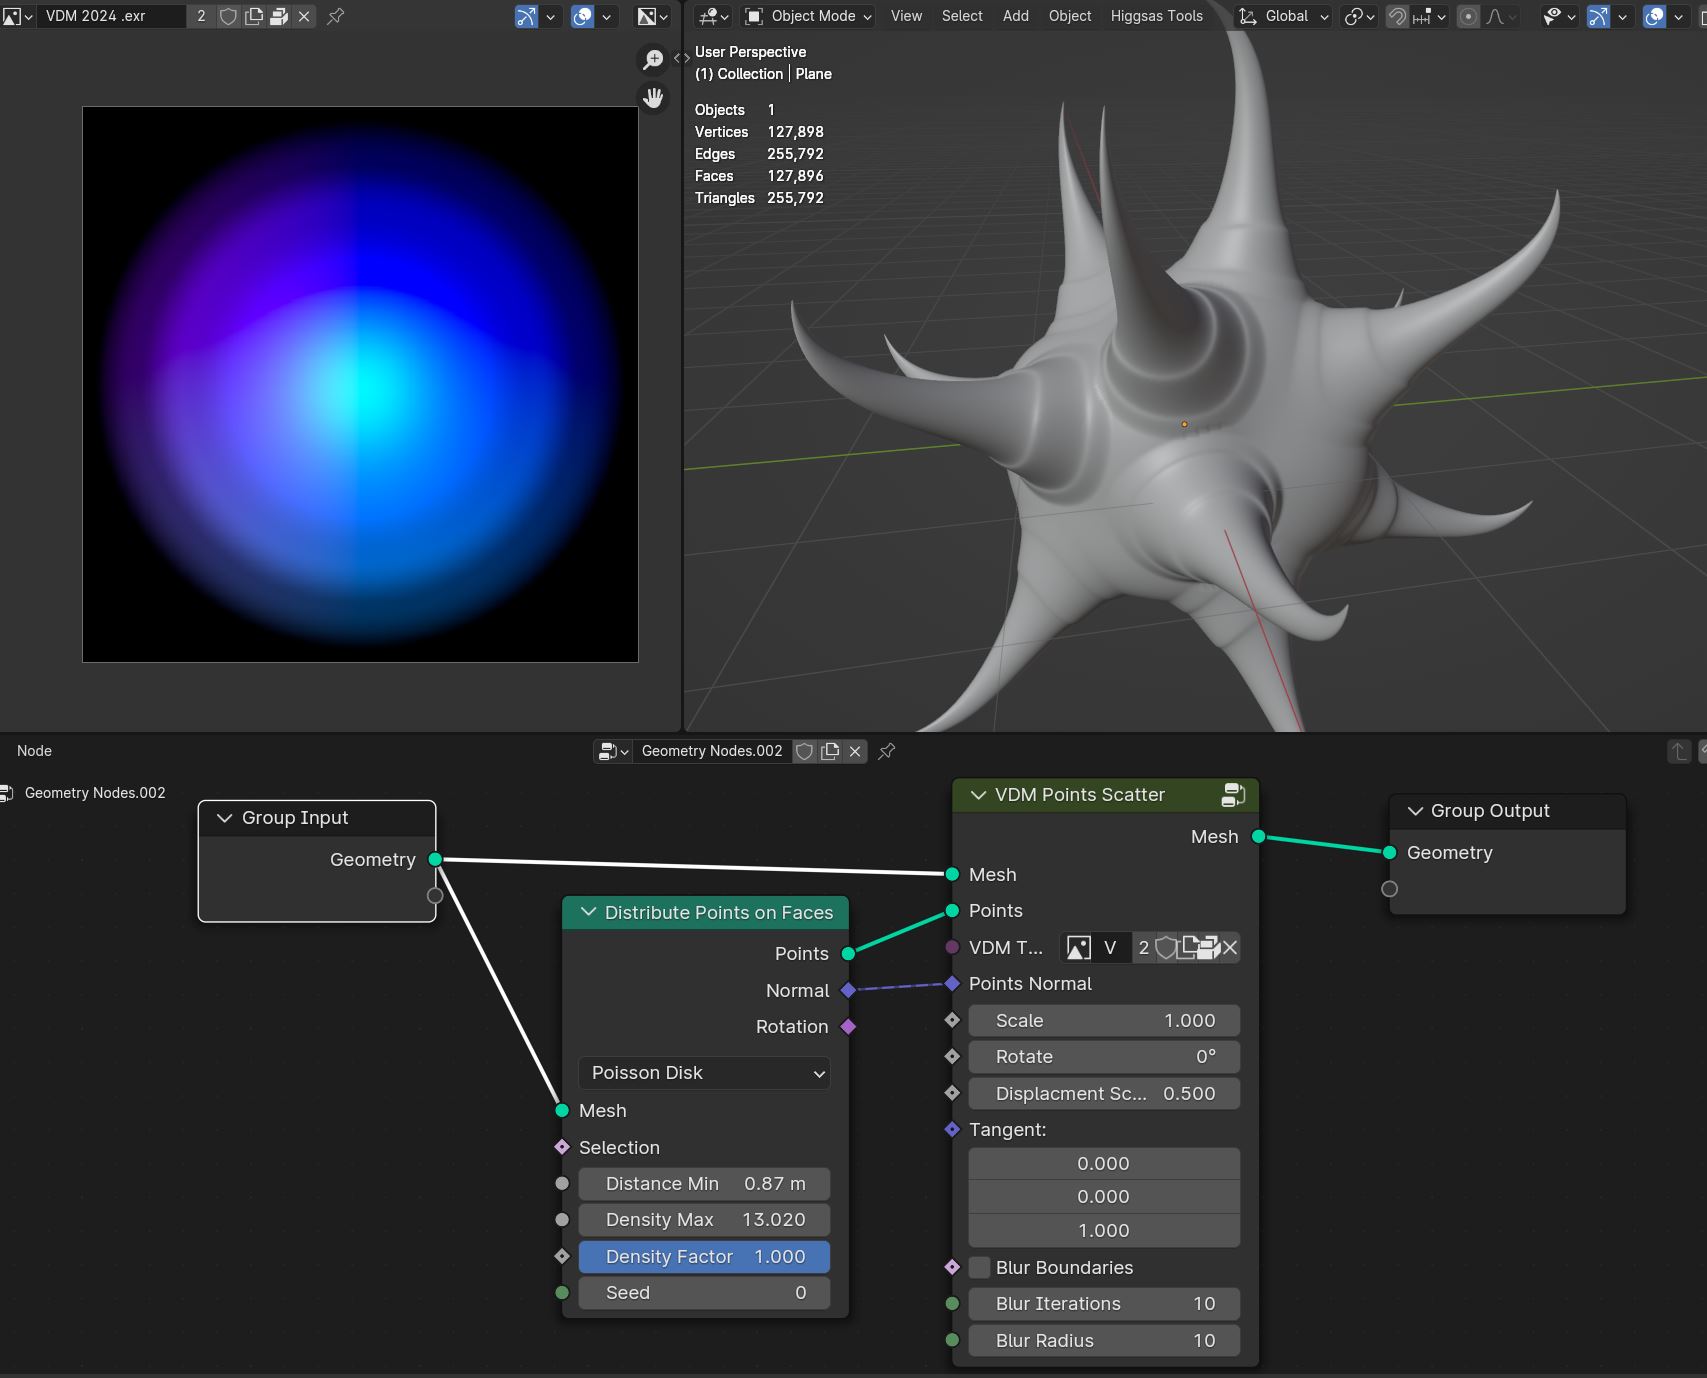 VDM 2024 .exr
2
Object Mode
View
Select
Add
Object
Higgsas Tools
Global
User Perspective
(1) Collection | Plane
Objects 1
Vertices 127,898
Edges 255,792
Faces 127,896
Triangles 255,792
Node
Geometry Nodes.002
Geometry Nodes.002
Group Input
Geometry
Distribute Points on Faces
Points
Normal
Rotation
Poisson Disk
Mesh
Selection
Distance Min 0.87 m
Density Max 13.020
Density Factor 1.000
Seed 0
VDM Points Scatter
Mesh
Mesh
Points
VDM T... V 2
Points Normal
Scale 1.000
Rotate 0°
Displacment Sc... 0.500
Tangent:
0.000
0.000
1.000
Blur Boundaries
Blur Iterations 10
Blur Radius 10
Group Output
Geometry